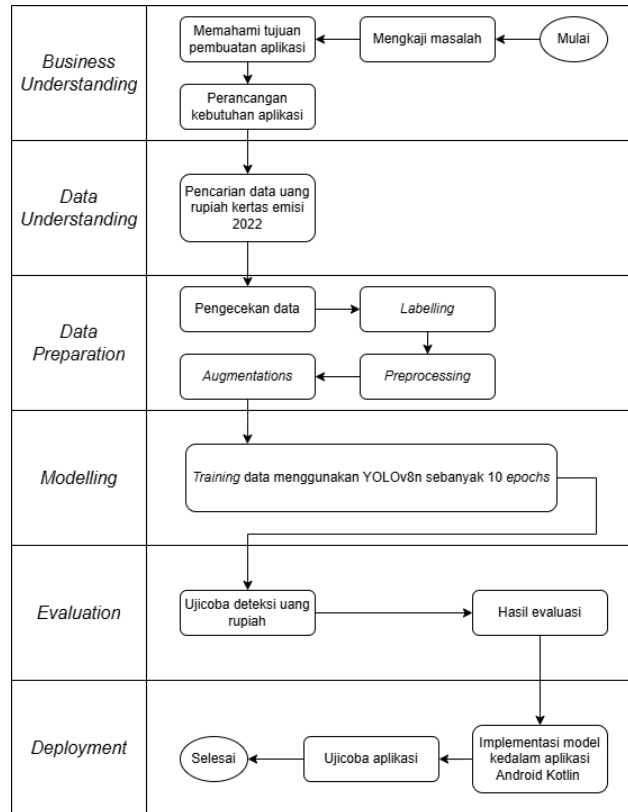 Business
Understanding
Memahami tujuan
pembuatan aplikasi
Mengkaji masalah
Mulai
Perancangan
kebutuhan aplikasi
Data
Understanding
Pencarian data uang
rupiah kertas emisi
2022
Data
Preparation
Pengecekan data
Labelling
Augmentations
Preprocessing
Modelling
Training data menggunakan YOLOv8n sebanyak 10 epochs
Evaluation
Ujicoba deteksi uang
rupiah
Hasil evaluasi
Deployment
Selesai
Ujicoba aplikasi
Implementasi model
kedalam aplikasi
Android Kotlin